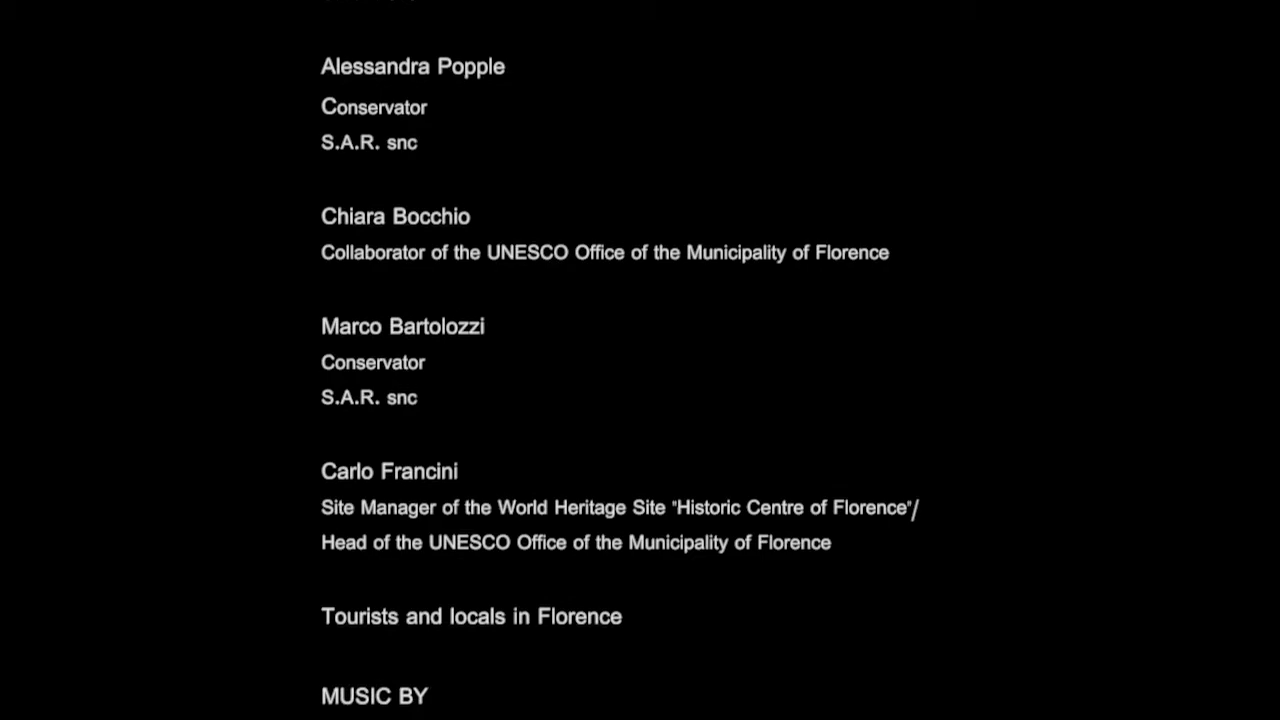 Alessandra Popple
Conservator
S.A.R. snc
Chiara Bocchio
Collaborator of the UNESCO Office of the Municipality of Florence
Marco Bartolozzi
Conservator
S.A.R. snc
Carlo Francini
Site Manager of the World Heritage Site "Historic Centre of Florence"/
Head of the UNESCO Office of the Municipality of Florence
Tourists and locals in Florence
MUSIC BY